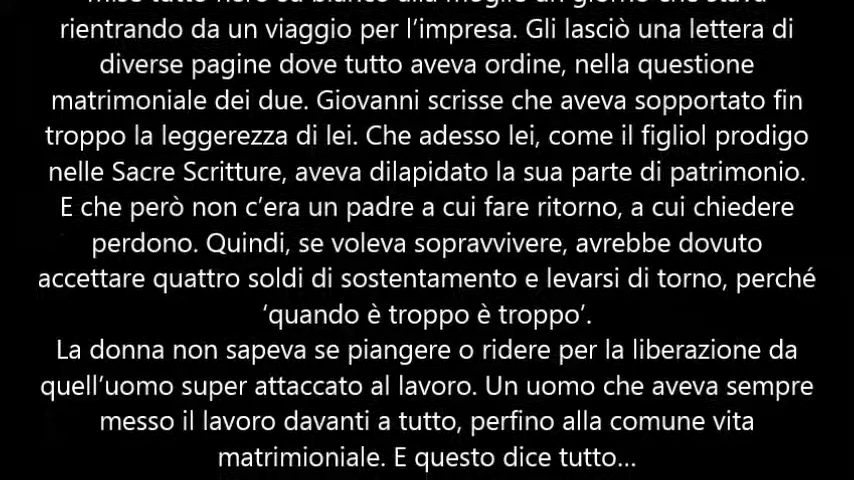 rientrando da un viaggio per l’impresa. Gli lasciò una lettera di
diverse pagine dove tutto aveva ordine, nella questione
matrimoniale dei due. Giovanni scrisse che aveva sopportato fin
troppo la leggerezza di lei. Che adesso lei, come il figliol prodigo
nelle Sacre Scritture, aveva dilapidato la sua parte di patrimonio.
E che però non c’era un padre a cui fare ritorno, a cui chiedere
perdono. Quindi, se voleva sopravvivere, avrebbe dovuto
accettare quattro soldi di sostentamento e levarsi di torno, perché
‘quando è troppo è troppo’.
La donna non sapeva se piangere o ridere per la liberazione da
quell’uomo super attaccato al lavoro. Un uomo che aveva sempre
messo il lavoro davanti a tutto, perfino alla comune vita
matrimioniale. E questo dice tutto...